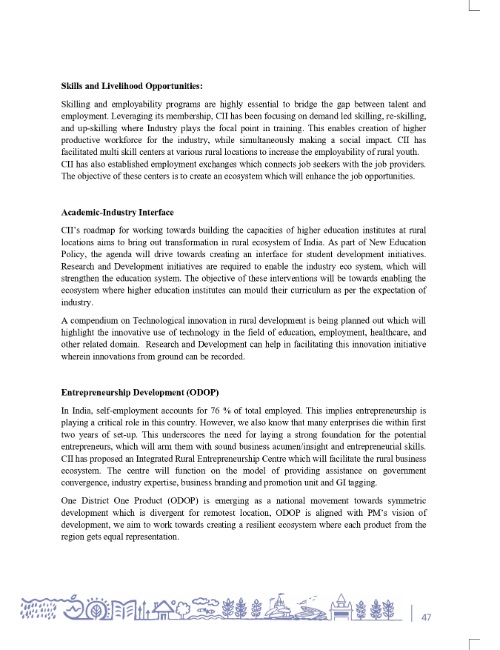 Skills and Livelihood Opportunities:
Skilling and employability programs are highly essential to bridge the gap between talent and
employment. Leveraging its membership, CII has been focusing on demand led skilling, re-skilling,
and up-skilling where Industry plays the focal point in training. This enables creation of higher
productive workforce for the industry, while simultaneously making a social impact. CII has
facilitated multi skill centers at various rural locations to increase the employability of rural youth.
CII has also established employment exchanges which connects job seekers with the job providers.
The objective of these centers is to create an ecosystem which will enhance the job opportunities.
Academic-Industry Interface
CII's roadmap for working towards building the capacities of higher education institutes at rural
locations aims to bring out transformation in rural ecosystem of India. As part of New Education
Policy, the agenda will drive towards creating an interface for student development initiatives.
Research and Development initiatives are required to enable the industry eco system, which will
strengthen the education system. The objective of these interventions will be towards enabling the
ecosystem where higher education institutes can mould their curriculum as per the expectation of
industry.
A compendium on Technological innovation in rural development is being planned out which will
highlight the innovative use of technology in the field of education, employment, healthcare, and
other related domain. Research and Development can help in facilitating this innovation initiative
wherein innovations from ground can be recorded.
Entrepreneurship Development (ODOP)
In India, self-employment accounts for 76 % of total employed. This implies entrepreneurship is
playing a critical role in this country. However, we also know that many enterprises die within first
two years of set-up. This underscores the need for laying a strong foundation for the potential
entrepreneurs, which will arm them with sound business acumen/insight and entrepreneurial skills.
CII has proposed an Integrated Rural Entrepreneurship Centre which will facilitate the rural business
ecosystem. The centre will function on the model of providing assistance on government
convergence, industry expertise, business branding and promotion unit and GI tagging.
One District One Product (ODOP) is emerging as a national movement towards symmetric
development which is divergent for remotest location, ODOP is aligned with PM's vision of
development, we aim to work towards creating a resilient ecosystem where each product from the
region gets equal representation.
47